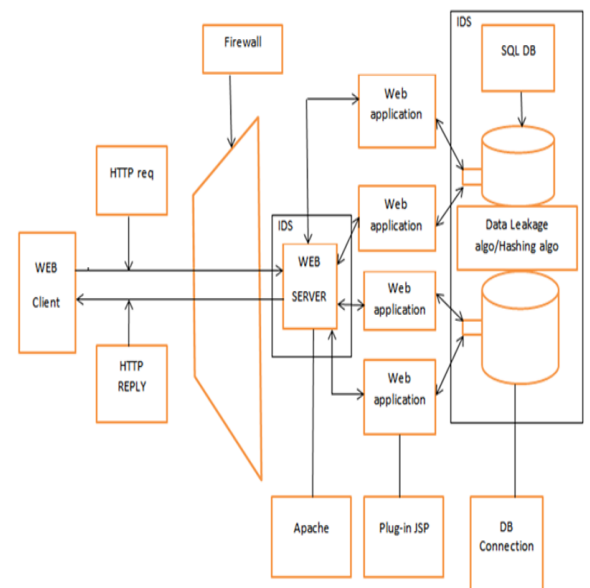 Firewall
IDS
SQL DB
Web
application
HTTP req
Web
application
IDS
Data Leakage
algo/Hashing algo
WEB
Client
WEB
SERVER
Web
application
HTTP
REPLY
Web
application
Apache
Plug-in JSP
DB
Connection